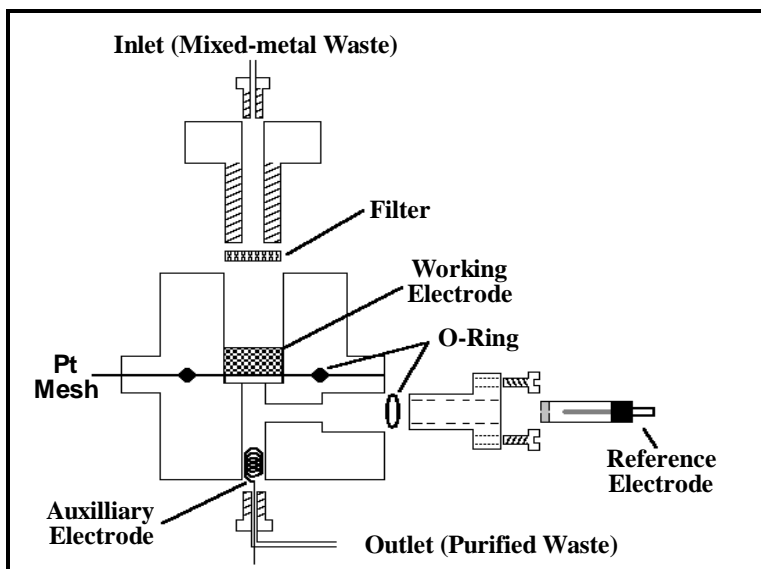 Inlet (Mixed-metal Waste)
Filter
Working
Electrode
O-Ring
Pt
Mesh
Reference
Electrode
Auxilliary
Electrode
Outlet (Purified Waste)